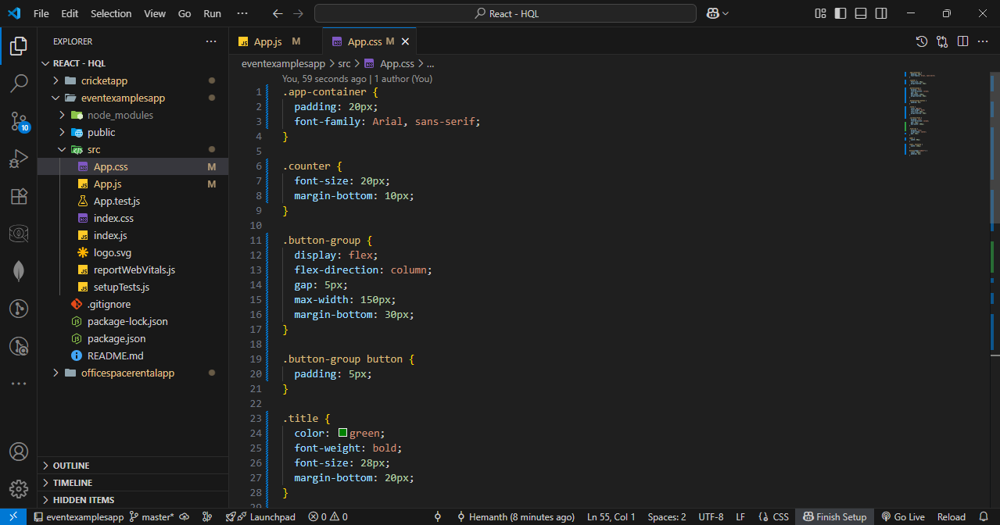 File Edit Selection View Go Run ··· React - HQL
EXPLORER ···
REACT - HQL
cricketapp
eventexamplesapp
node_modules
public
src
App.css M
App.js M
App.test.js
index.css
index.js
logo.svg
reportWebVitals.js
setupTests.js
.gitignore
package-lock.json
package.json
README.md
officespacerentalapp
OUTLINE
TIMELINE
HIDDEN ITEMS
10
JS App.js M App.css M
eventexamplesapp > src > App.css > ...
You, 59 seconds ago | 1 author (You)
1 .app-container {
2 padding: 20px;
3 font-family: Arial, sans-serif;
4 }
5
6 .counter {
7 font-size: 20px;
8 margin-bottom: 10px;
9 }
10
11 .button-group {
12 display: flex;
13 flex-direction: column;
14 gap: 5px;
15 max-width: 150px;
16 margin-bottom: 30px;
17 }
18
19 .button-group button {
20 padding: 5px;
21 }
22
23 .title {
24 color: green;
25 font-weight: bold;
26 font-size: 28px;
27 margin-bottom: 20px;
28 }
29
eventexamplesapp master* Launchpad 0 0 Hemanth (8 minutes ago) Ln 55, Col 1 Spaces: 2 UTF-8 LF {} CSS Finish Setup Go Live Reload